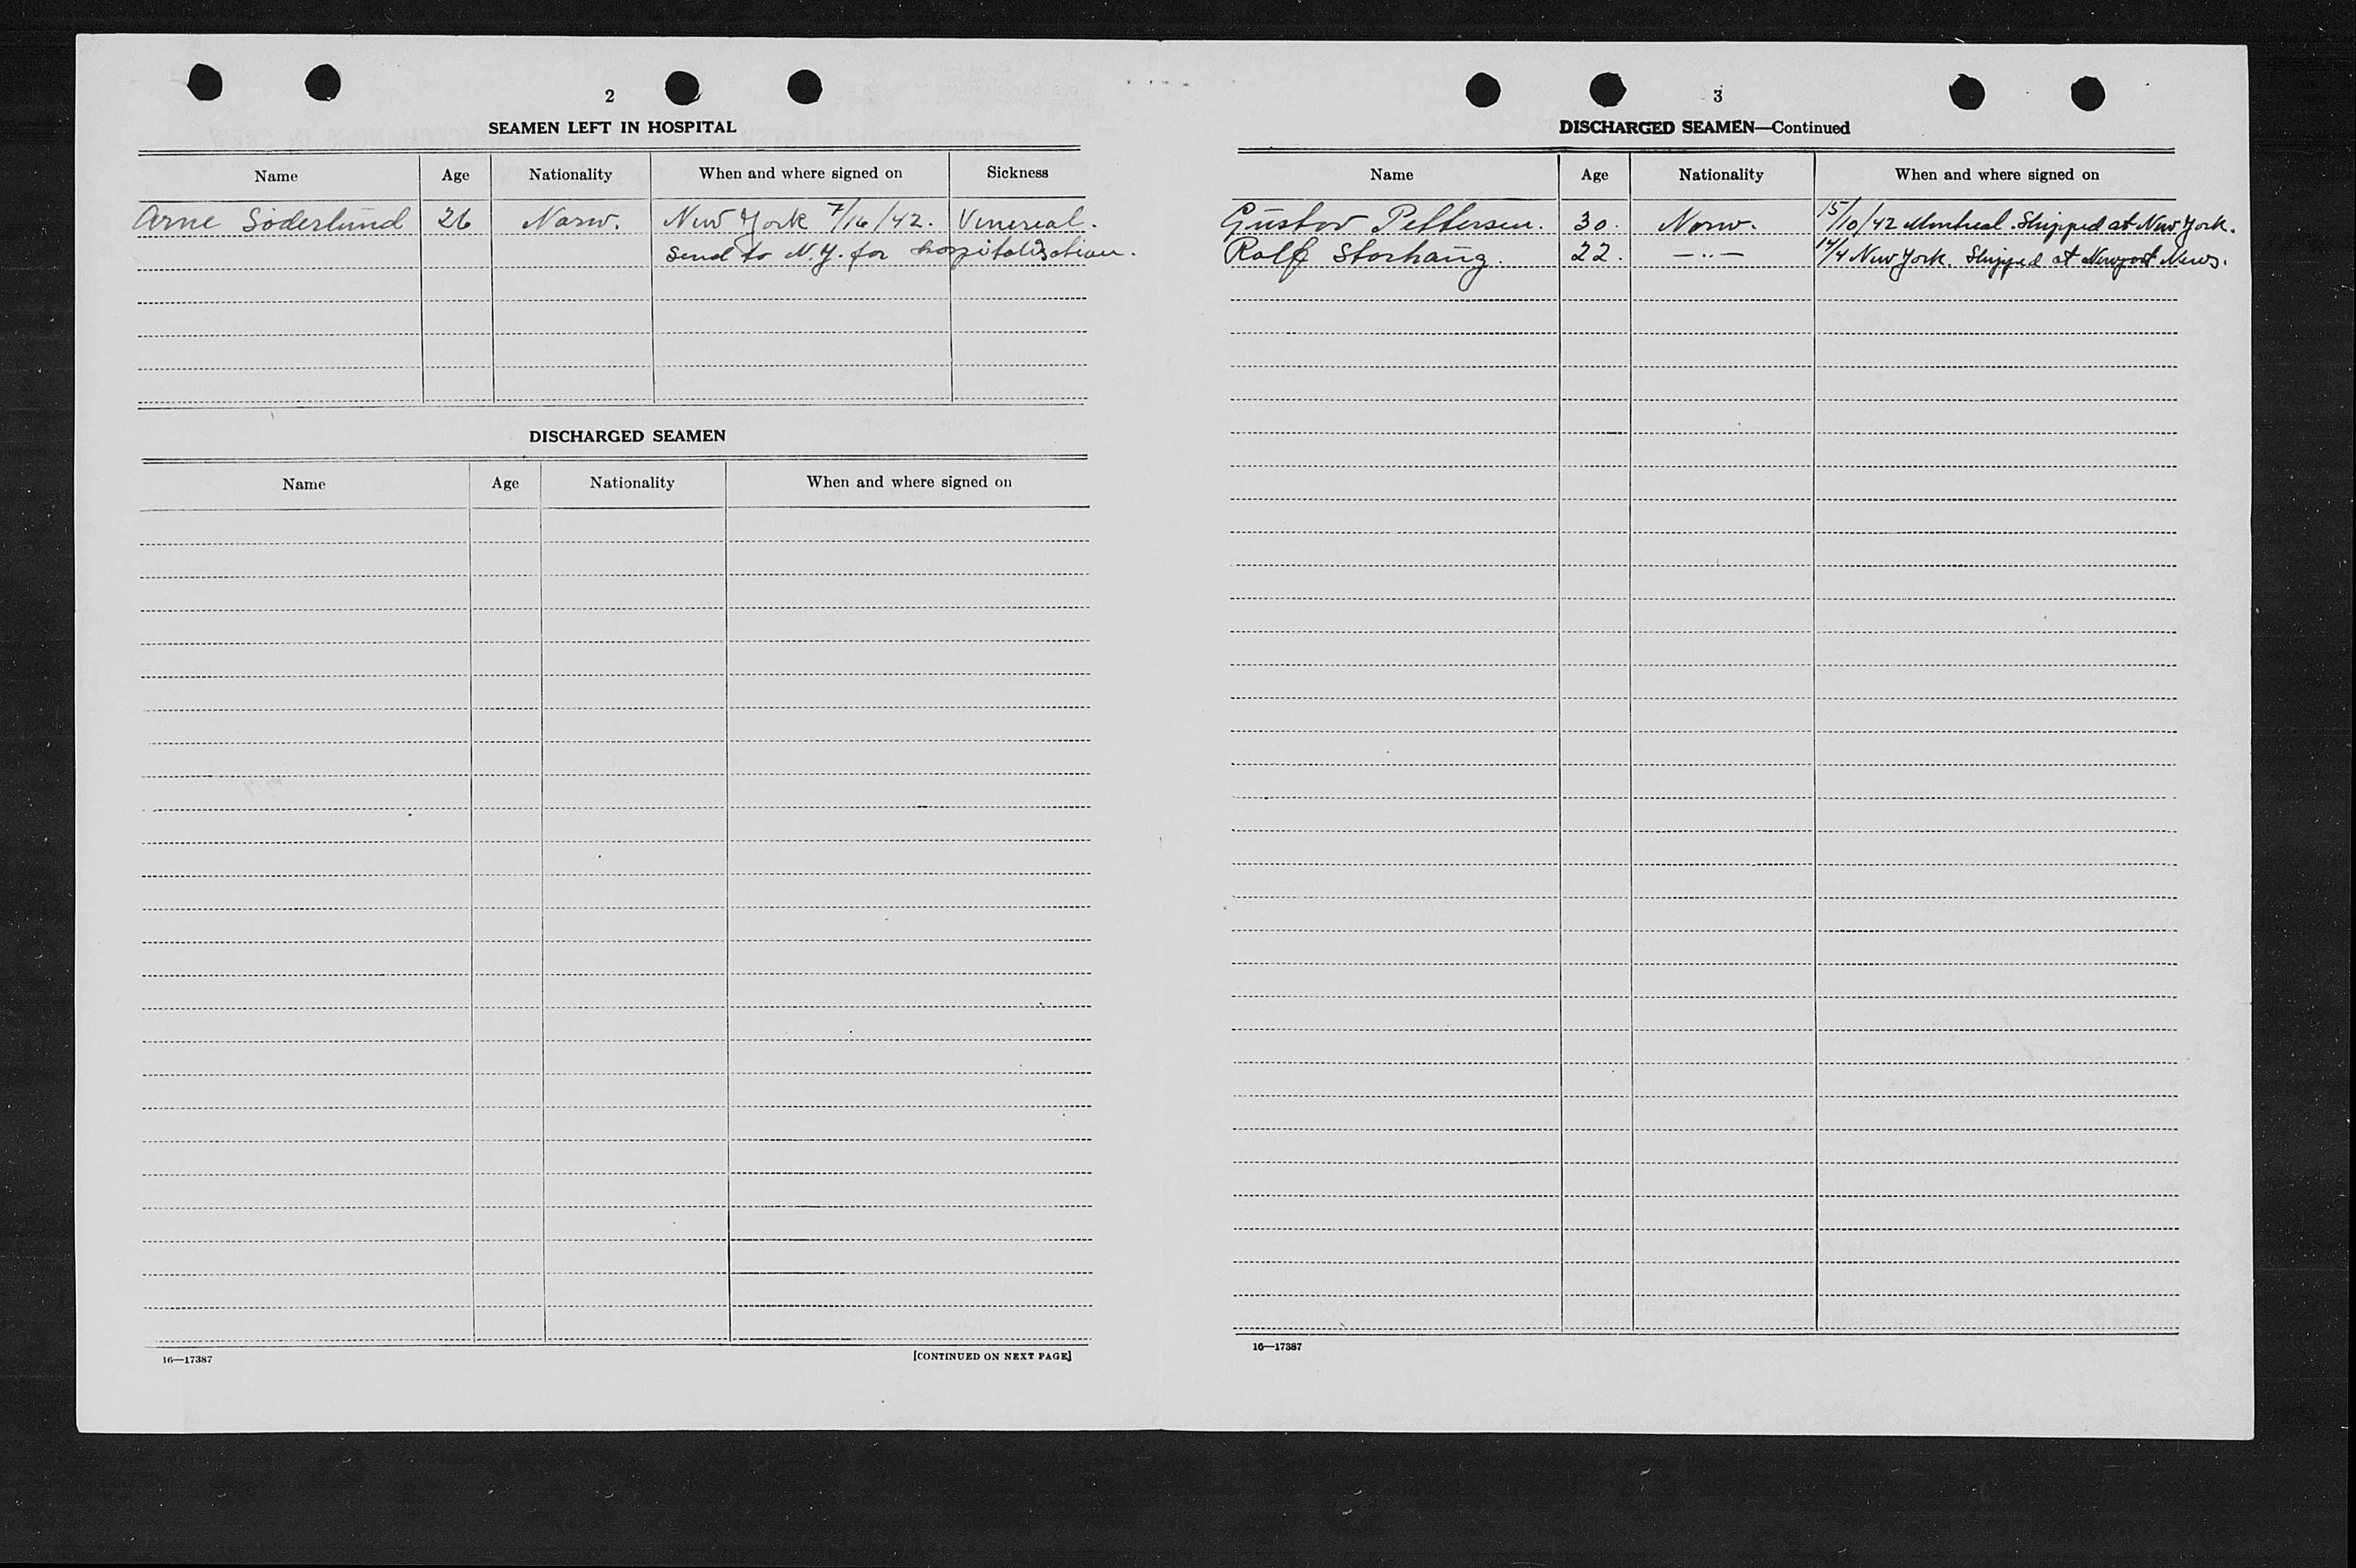 2
SEAMEN LEFT IN HOSPITAL
Name Age Nationality When and where signed on Sickness
Arne Söderlund 26 Norw. New York 7/16/42. Venereal.
Send to N.Y. for hospitalisation.
DISCHARGED SEAMEN
Name Age Nationality When and where signed on
16—17387 [CONTINUED ON NEXT PAGE]
3
DISCHARGED SEAMEN—Continued
Name Age Nationality When and where signed on
Gustav Pettersen. 30. Norw. 15/10/42 Montreal. Shipped at New York.
Rolf Storhaug. 22. —〃— 14/4 New York. Shipped at Newport News.
16—17387